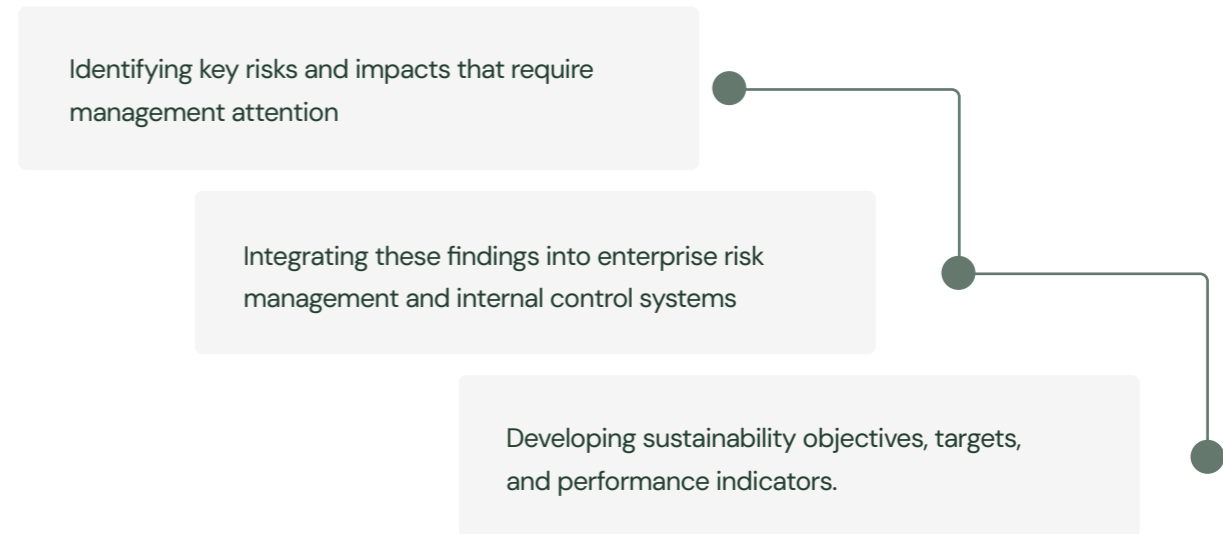 Identifying key risks and impacts that require
management attention
Integrating these findings into enterprise risk
management and internal control systems
Developing sustainability objectives, targets,
and performance indicators.